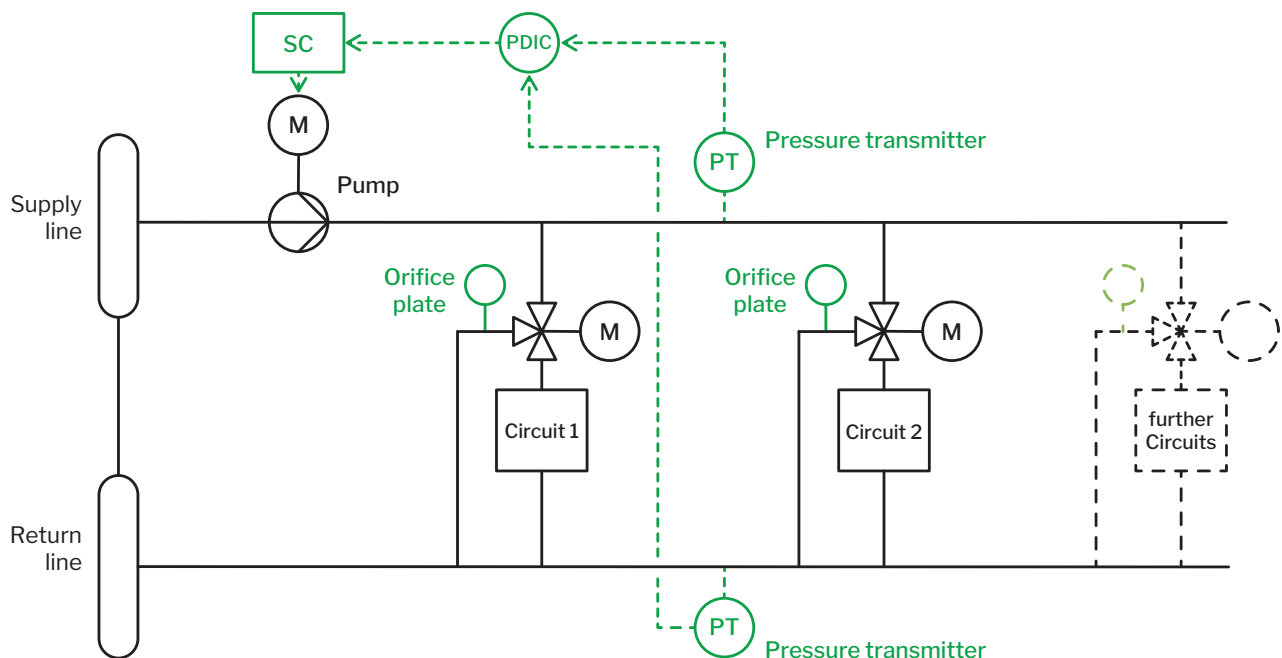 SC
PDIC
M
Pressure transmitter
PT
Pump
Supply
line
Orifice
plate
M
Orifice
plate
M
Circuit 1
Circuit 2
further
Circuits
Return
line
PT
Pressure transmitter